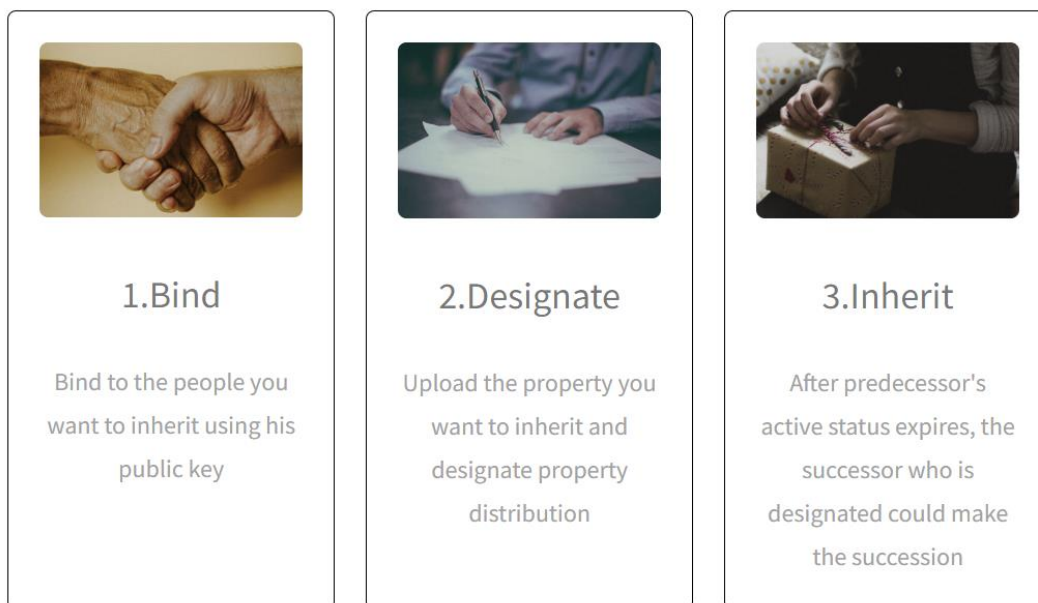 1.Bind
Bind to the people you
want to inherit using his
public key
2.Designate
Upload the property you
want to inherit and
designate property
distribution
3.Inherit
After predecessor's
active status expires, the
successor who is
designated could make
the succession